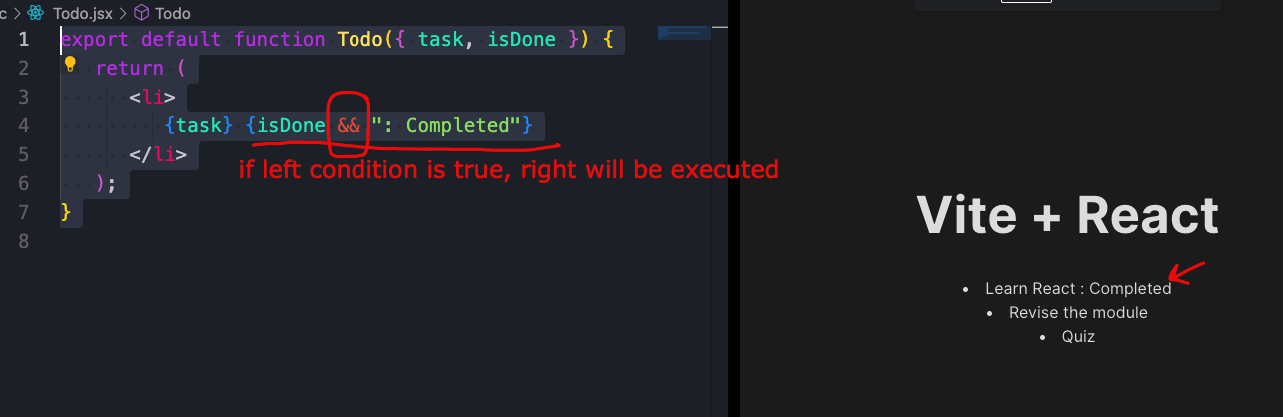 c > Todo.jsx > Todo
1 export default function Todo({ task, isDone }) {
2 return (
3 <li>
4 {task} {isDone && ": Completed"}
5 </li>
6 );
7 }
8
if left condition is true, right will be executed
Vite + React
• Learn React : Completed
• Revise the module
• Quiz